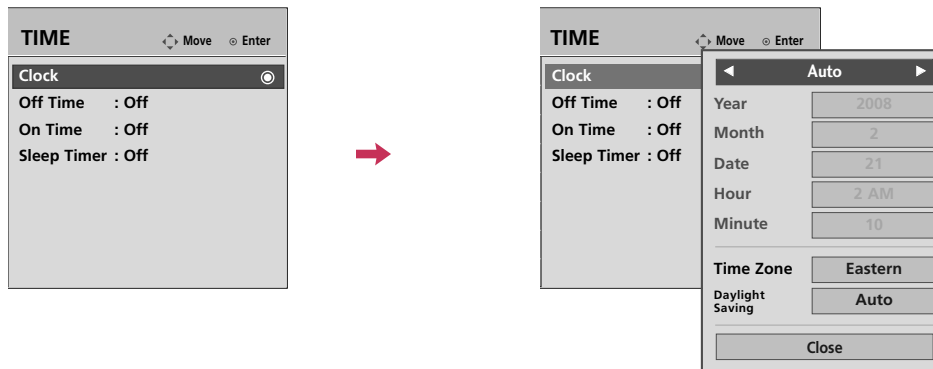 TIME Move Enter
Clock
Off Time : Off
On Time : Off
Sleep Timer : Off
TIME Move Enter
Clock
Off Time : Off
On Time : Off
Sleep Timer : Off
Auto
Year 2008
Month 2
Date 21
Hour 2 AM
Minute 10
Time Zone Eastern
Daylight
Saving Auto
Close